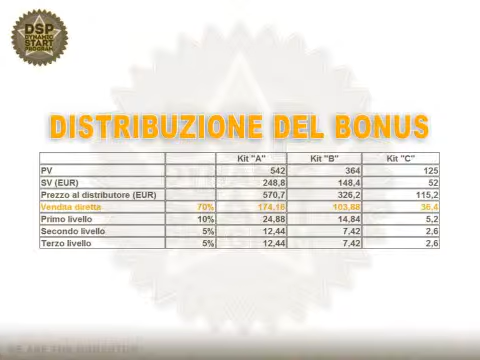 DSP
DYNAMIC
START
PROGRAM
DISTRIBUZIONE DEL BONUS
Kit "A" Kit "B" Kit "C"
PV 542 364 125
SV (EUR) 248,8 148,4 52
Prezzo al distributore (EUR) 570,7 326,2 115,2
Vendita diretta 70% 174,16 103,88 36,4
Primo livello 10% 24,88 14,84 5,2
Secondo livello 5% 12,44 7,42 2,6
Terzo livello 5% 12,44 7,42 2,6